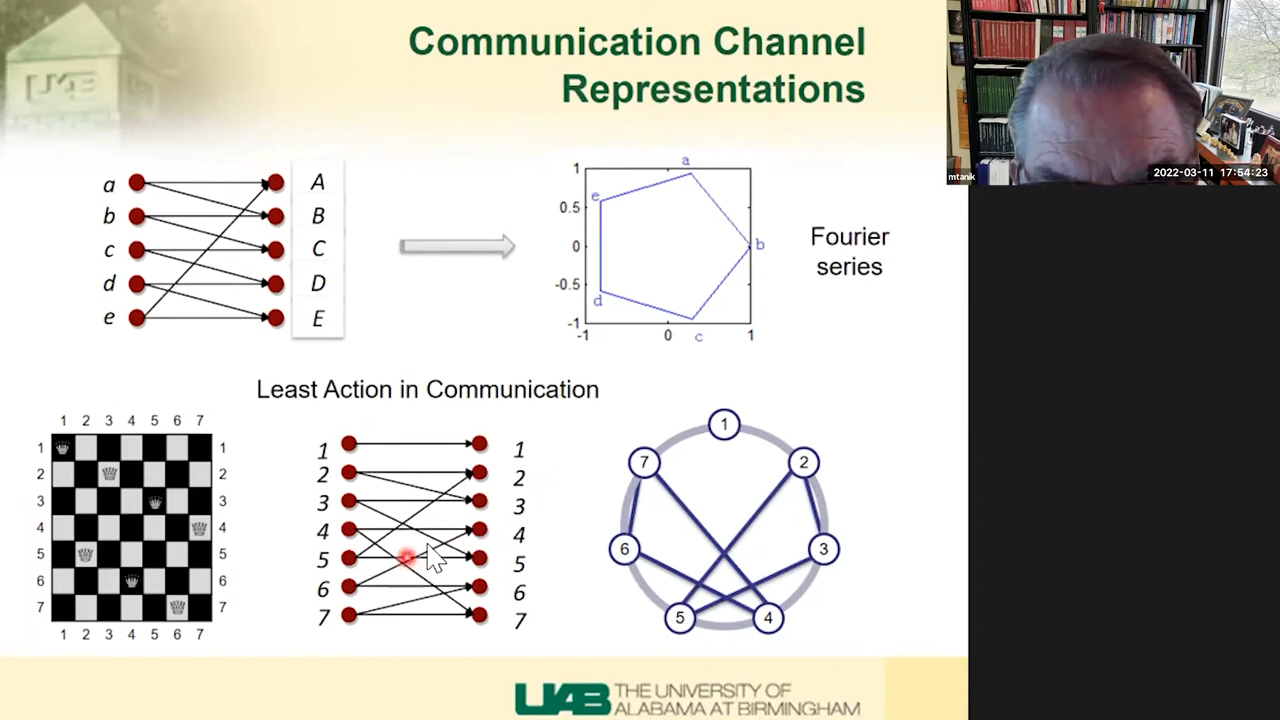 Communication Channel
Representations
mtanik
2022-03-11 17:54:23
a
b
c
d
e
A
B
C
D
E
1
0.5
0
-0.5
-1
-1 0 1
a
b
c
d
e
Fourier
series
Least Action in Communication
1 2 3 4 5 6 7
1 1
2 2
3 3
4 4
5 5
6 6
7 7
1 2 3 4 5 6 7
1 1
2 2
3 3
4 4
5 5
6 6
7 7
1
7 2
6 3
5 4
UAB THE UNIVERSITY OF
ALABAMA AT BIRMINGHAM